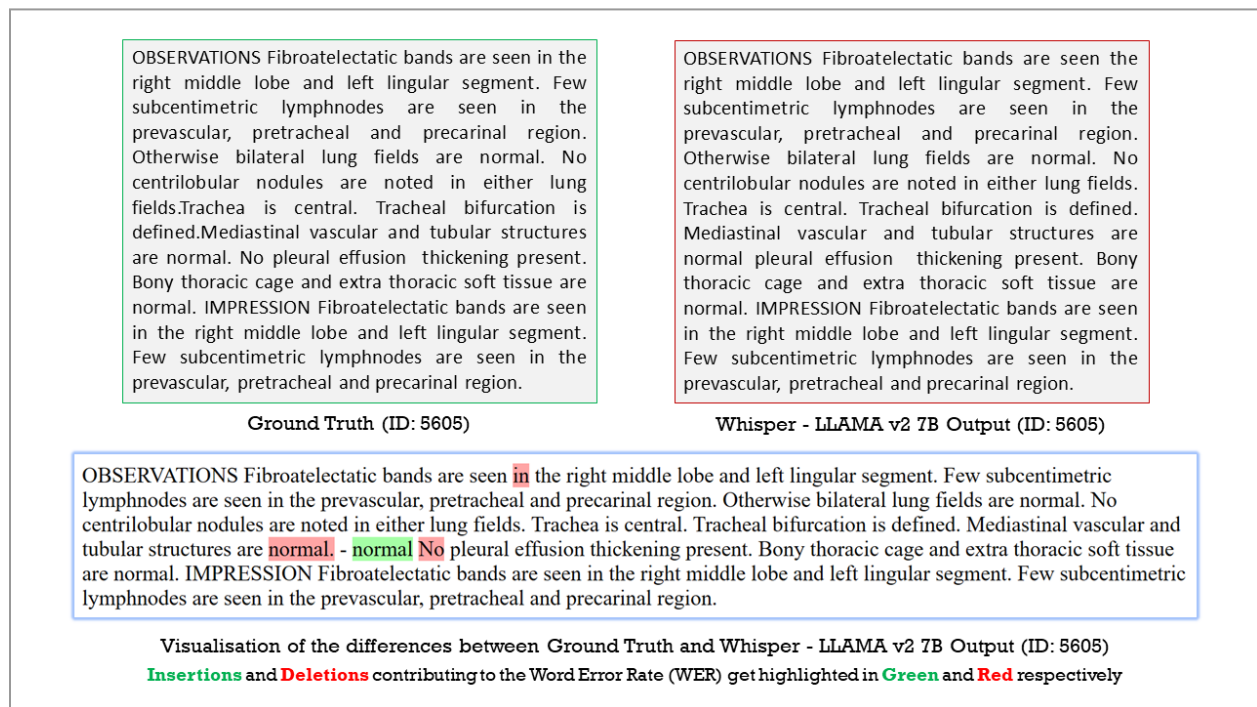 OBSERVATIONS Fibroatelectatic bands are seen in the
right middle lobe and left lingular segment. Few
subcentimetric lymphnodes are seen in the
prevascular, pretracheal and precarinal region.
Otherwise bilateral lung fields are normal. No
centrilobular nodules are noted in either lung
fields.Trachea is central. Tracheal bifurcation is
defined.Mediastinal vascular and tubular structures
are normal. No pleural effusion thickening present.
Bony thoracic cage and extra thoracic soft tissue are
normal. IMPRESSION Fibroatelectatic bands are seen
in the right middle lobe and left lingular segment.
Few subcentimetric lymphnodes are seen in the
prevascular, pretracheal and precarinal region.
Ground Truth (ID: 5605)
OBSERVATIONS Fibroatelectatic bands are seen the
right middle lobe and left lingular segment. Few
subcentimetric lymphnodes are seen in the
prevascular, pretracheal and precarinal region.
Otherwise bilateral lung fields are normal. No
centrilobular nodules are noted in either lung fields.
Trachea is central. Tracheal bifurcation is defined.
Mediastinal vascular and tubular structures are
normal pleural effusion thickening present. Bony
thoracic cage and extra thoracic soft tissue are
normal. IMPRESSION Fibroatelectatic bands are seen
in the right middle lobe and left lingular segment.
Few subcentimetric lymphnodes are seen in the
prevascular, pretracheal and precarinal region.
Whisper - LLAMA v2 7B Output (ID: 5605)
OBSERVATIONS Fibroatelectatic bands are seen in the right middle lobe and left lingular segment. Few subcentimetric
lymphnodes are seen in the prevascular, pretracheal and precarinal region. Otherwise bilateral lung fields are normal. No
centrilobular nodules are noted in either lung fields. Trachea is central. Tracheal bifurcation is defined. Mediastinal vascular and
tubular structures are normal. - normal No pleural effusion thickening present. Bony thoracic cage and extra thoracic soft tissue
are normal. IMPRESSION Fibroatelectatic bands are seen in the right middle lobe and left lingular segment. Few subcentimetric
lymphnodes are seen in the prevascular, pretracheal and precarinal region.
Visualisation of the differences between Ground Truth and Whisper - LLAMA v2 7B Output (ID: 5605)
Insertions and Deletions contributing to the Word Error Rate (WER) get highlighted in Green and Red respectively